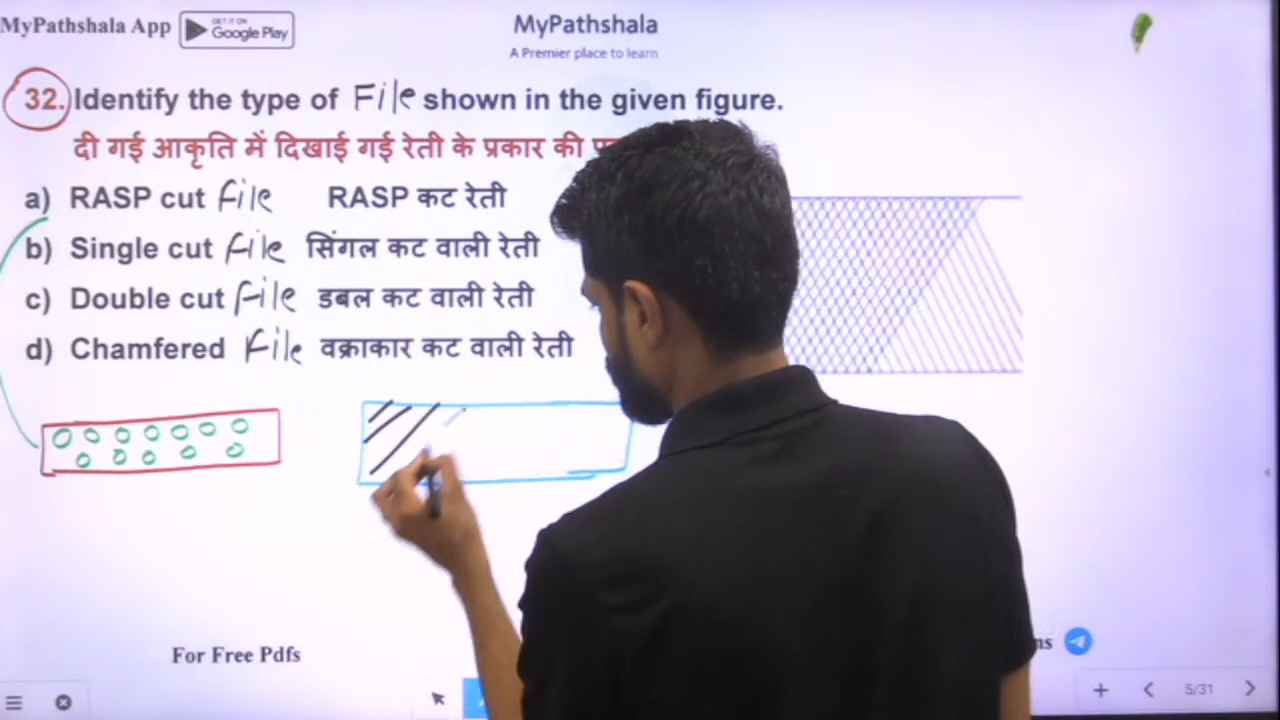 MyPathshala App
GET IT ON
Google Play
MyPathshala
A Premier place to learn
32. Identify the type of File shown in the given figure.
दी गई आकृति में दिखाई गई रेती के प्रकार की
a) RASP cut file RASP कट रेती
b) Single cut file सिंगल कट वाली रेती
c) Double cut file डबल कट वाली रेती
d) Chamfered File वक्राकार कट वाली रेती
For Free Pdfs
5/31